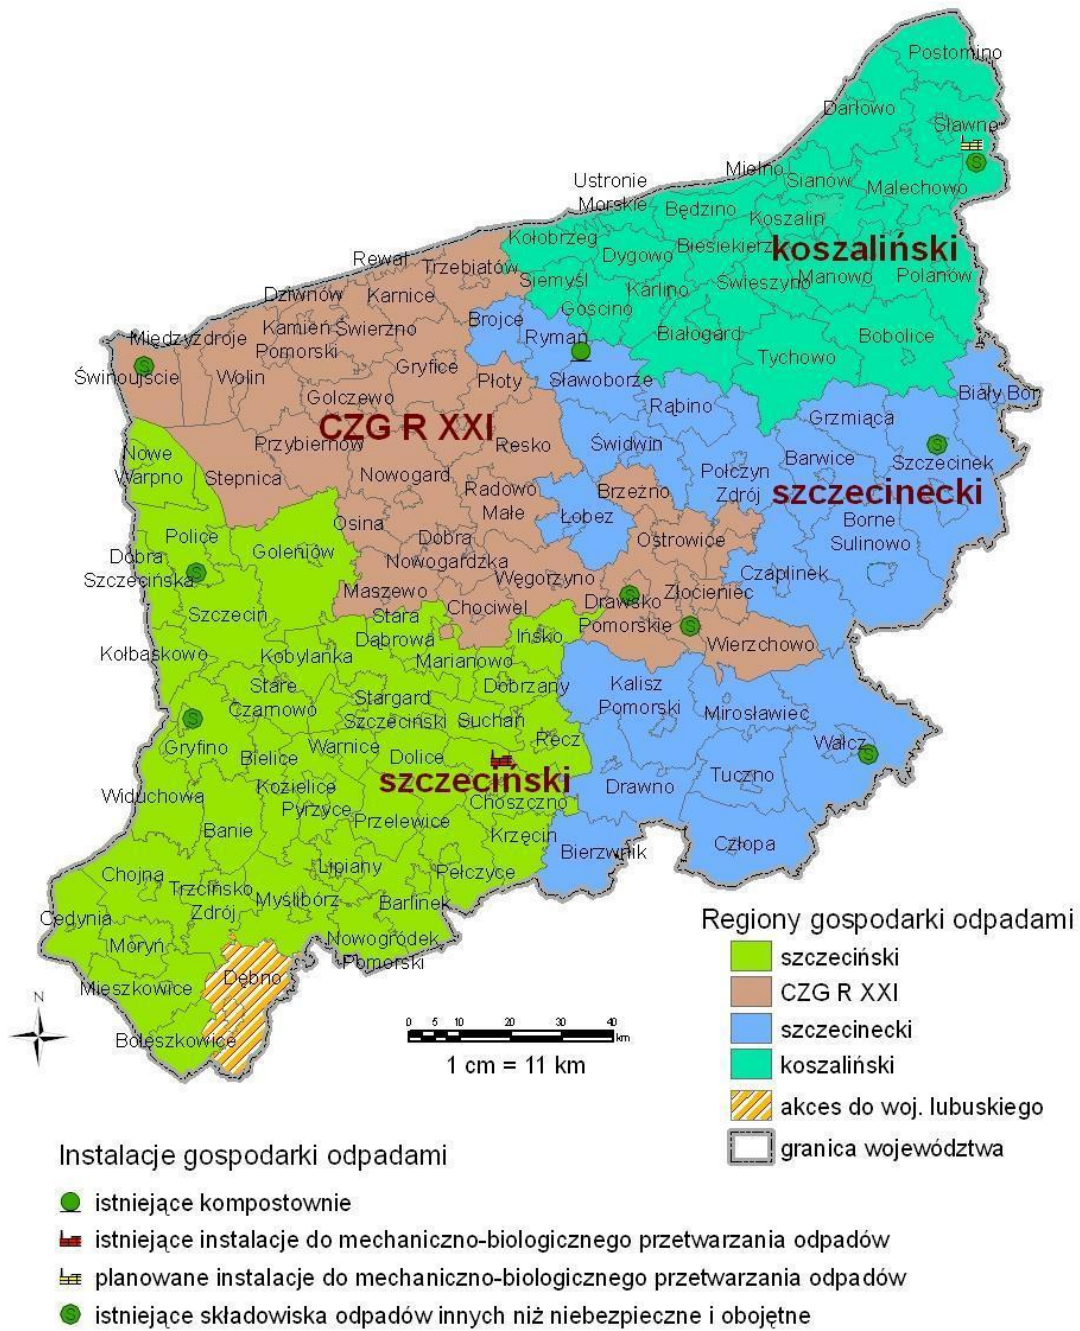 Postomino
Darłowo
Sławno
S
Mielno
Sianów
Malechowo
Ustronie
Morskie
Będzino
Koszalin
Kołobrzeg
Dygowo
Biesiekierz
koszaliński
Rewal
Trzebiatów
Siemyśl
Karlino
Świeszyno
Manowo
Polanów
Dziwnów
Karnice
Gościno
Międzyzdroje
Kamień
Pomorski
Świerzno
Brojce
Rymań
Białogard
Bobolice
Tychowo
S
Świnoujście
Wolin
Gryfice
Płoty
Sławoborze
Biały Bór
Golczewo
Rąbino
Grzmiąca
CZG R XXI
Przybiernów
Resko
Świdwin
S
Nowe
Warpno
Stepnica
Nowogard
Radowo
Małe
Brzeżno
Połczyn
Zdrój
Barwice
Szczecinek
szczecinecki
Osina
Łobez
Borne
Sulinowo
Police
Goleniów
Dobra
Nowogardzka
Ostrowice
Dobra
Szczecińska
S
Węgorzyno
Czaplinek
Maszewo
Chociwel
S
Drawsko
Pomorskie
Złocieniec
Szczecin
Stara
Dąbrowa
Ińsko
S
Wierzchowo
Kołbaskowo
Kobylanka
Marianowo
Stare
Czarnowo
Stargard
Szczeciński
Dobrzany
Kalisz
Pomorski
Mirosławiec
S
Suchań
Gryfino
Bielice
Warnice
Dolice
Recz
Wałcz
S
szczeciński
Widuchowa
Kozielice
Pyrzyce
Choszczno
Drawno
Tuczno
Banie
Przelewice
Krzęcin
Bierzwnik
Człopa
Chojna
Lipiany
Pełczyce
Trzcińsko
Zdrój
Myślibórz
Barlinek
Cedynia
Moryń
Nowogródek
Pomorski
Mieszkowice
Dębno
Boleszkowice
N
0 5 10 20 30 40
km
1 cm = 11 km
Regiony gospodarki odpadami
szczeciński
CZG R XXI
szczecinecki
koszaliński
akces do woj. lubuskiego
granica województwa
Instalacje gospodarki odpadami
istniejące kompostownie
istniejące instalacje do mechaniczno-biologicznego przetwarzania odpadów
planowane instalacje do mechaniczno-biologicznego przetwarzania odpadów
S istniejące składowiska odpadów innych niż niebezpieczne i obojętne